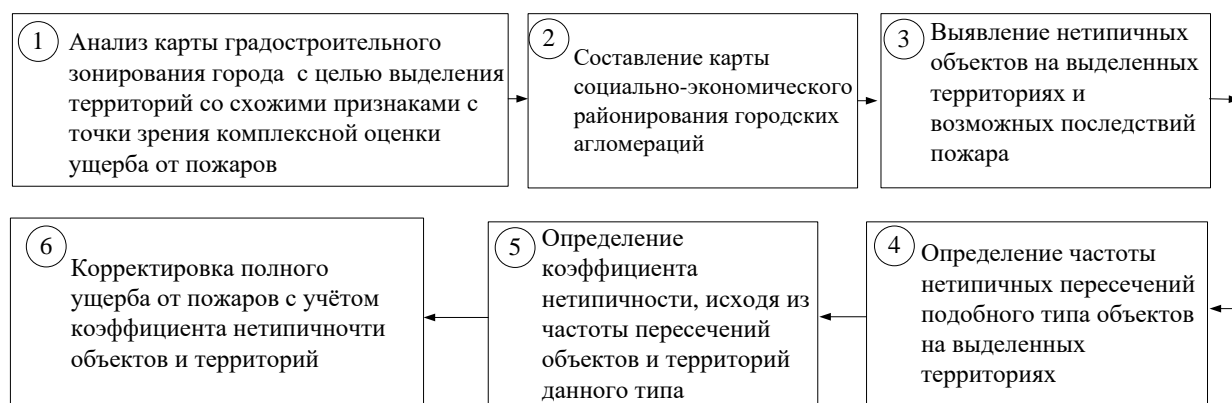 1
Анализ карты градостроительного
зонирования города с целью выделения
территорий со схожими признаками с
точки зрения комплексной оценки
ущерба от пожаров
2
Составление карты
социально-экономического
районирования городских
агломераций
3
Выявление нетипичных
объектов на выделенных
территориях и
возможных последствий
пожара
6
Корректировка полного
ущерба от пожаров с учётом
коэффициента нетипичночти
объектов и территорий
5
Определение
коэффициента
нетипичности, исходя из
частоты пересечений
объектов и территорий
данного типа
4
Определение частоты
нетипичных пересечений
подобного типа объектов
на выделенных
территориях